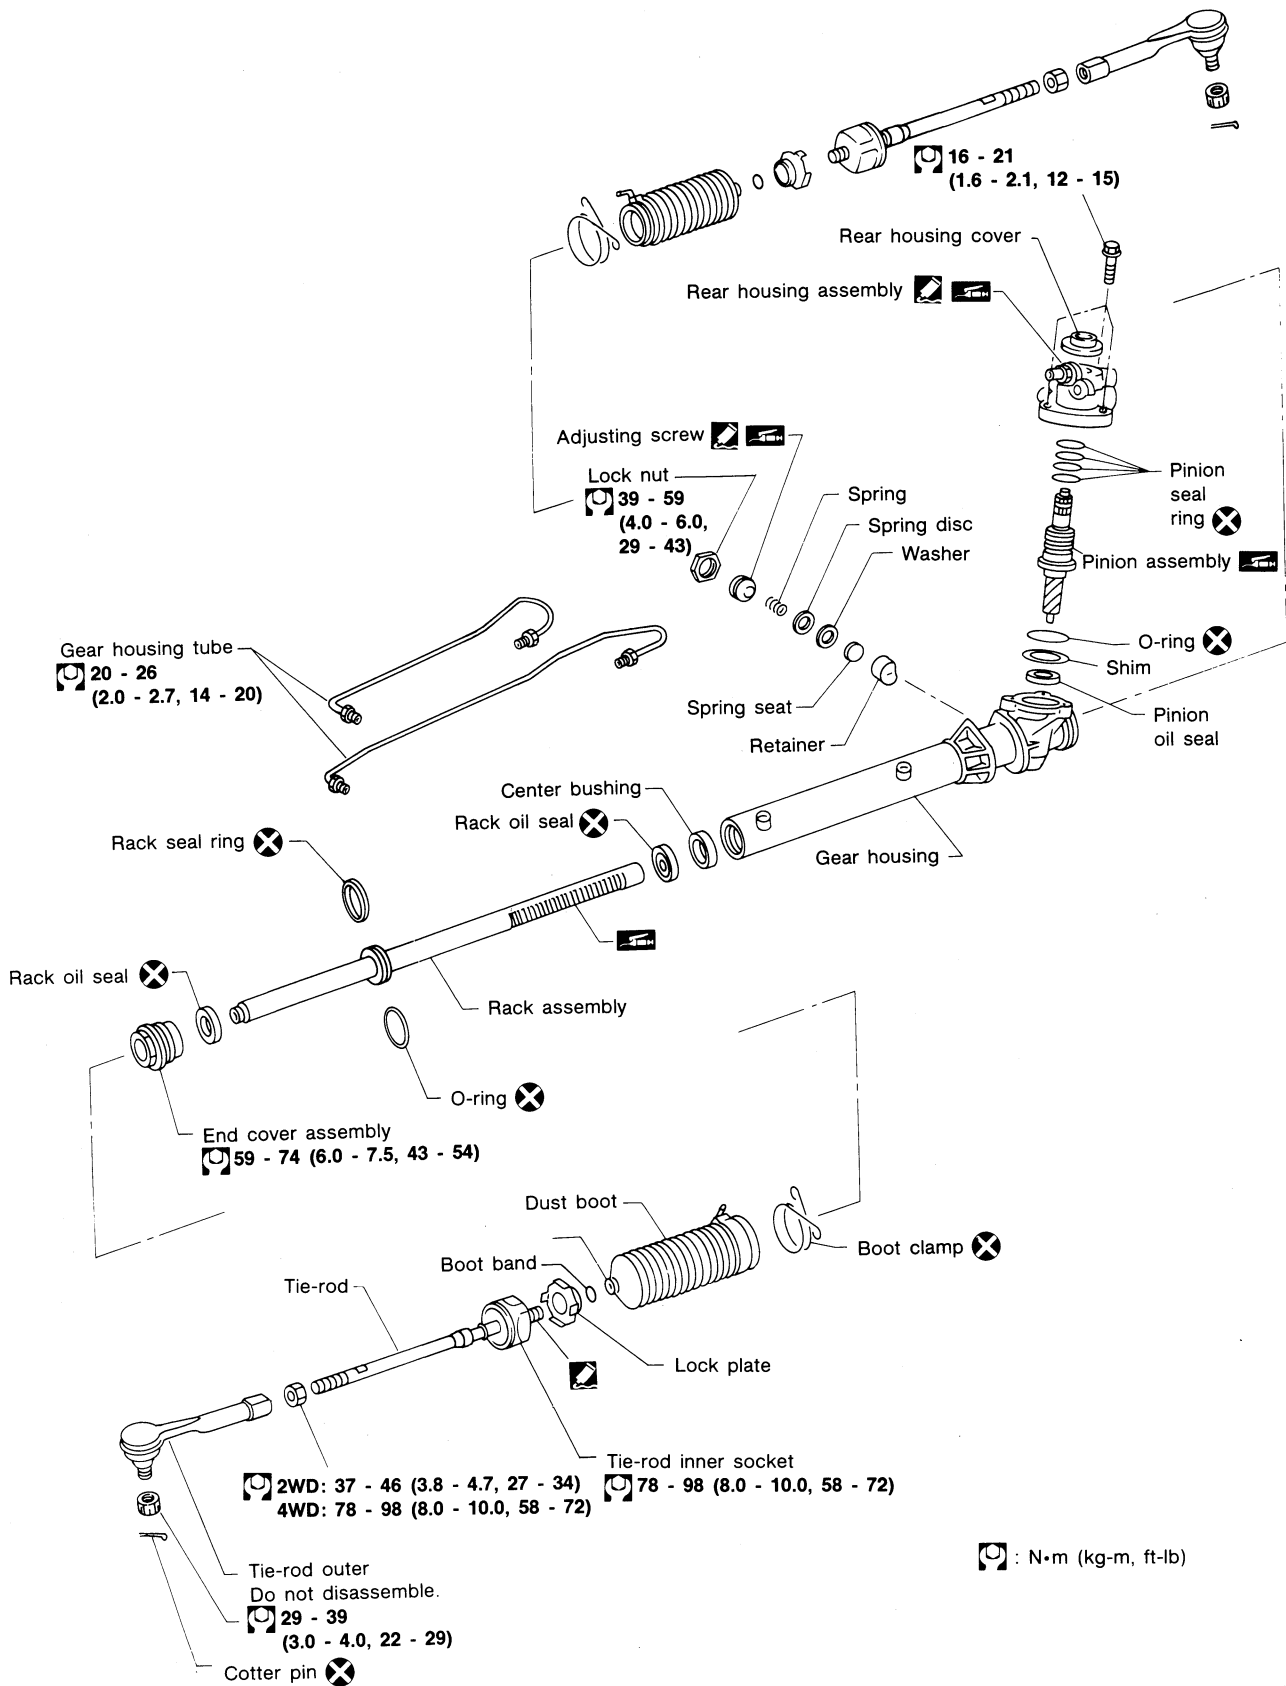 16 - 21
(1.6 - 2.1, 12 - 15)
Rear housing cover
Rear housing assembly
Adjusting screw
Lock nut
39 - 59
(4.0 - 6.0,
29 - 43)
Spring
Spring disc
Washer
Pinion
seal
ring
Pinion assembly
O-ring
Shim
Pinion
oil seal
Gear housing tube
20 - 26
(2.0 - 2.7, 14 - 20)
Spring seat
Retainer
Center bushing
Rack oil seal
Gear housing
Rack seal ring
Rack oil seal
Rack assembly
O-ring
End cover assembly
59 - 74 (6.0 - 7.5, 43 - 54)
Dust boot
Boot band
Boot clamp
Tie-rod
Lock plate
Tie-rod inner socket
78 - 98 (8.0 - 10.0, 58 - 72)
2WD: 37 - 46 (3.8 - 4.7, 27 - 34)
4WD: 78 - 98 (8.0 - 10.0, 58 - 72)
Tie-rod outer
Do not disassemble.
29 - 39
(3.0 - 4.0, 22 - 29)
Cotter pin
: N•m (kg-m, ft-lb)